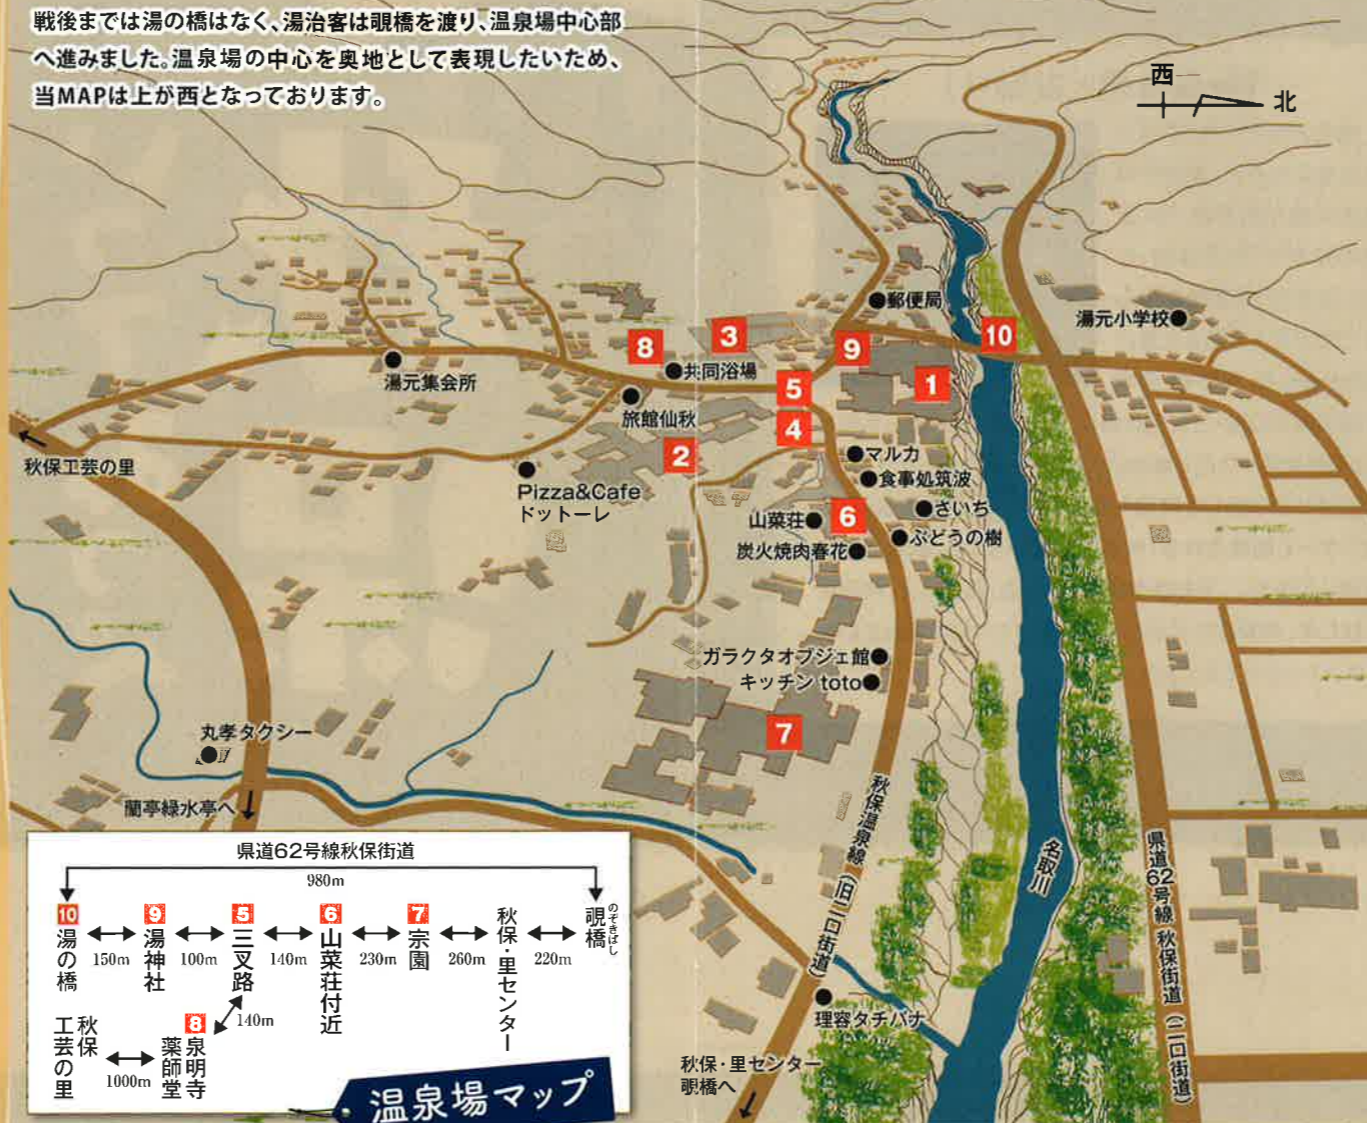 戦後までは湯の橋はなく、湯治客は覗橋を渡り、温泉場中心部
へ進みました。温泉場の中心を奥地として表現したいため、
当MAPは上が西となっております。
西
北
郵便局
湯元小学校
10
8
3
9
共同浴場
湯元集会所
5
1
旅館仙秋
4
2
秋保工芸の里
マルカ
食事処筑波
Pizza&Cafe
ドットーレ
さいち
山菜荘
6
ぶどうの樹
炭火焼肉春花
ガラクタオブジェ館
キッチン toto
7
丸孝タクシー
蘭亭緑水亭へ
秋保温泉線（旧二口街道）
名取川
県道62号線 秋保街道（二口街道）
理容タチバナ
秋保・里センター
覗橋へ
県道62号線秋保街道
980m
10 湯の橋
150m
9 湯神社
100m
5 三叉路
140m
6 山菜荘付近
230m
7 宗園
260m
秋保・里センター
220m
覗橋
のぞきばし
140m
8 泉明寺
薬師堂
1000m
秋保
工芸の里
温泉場マップ